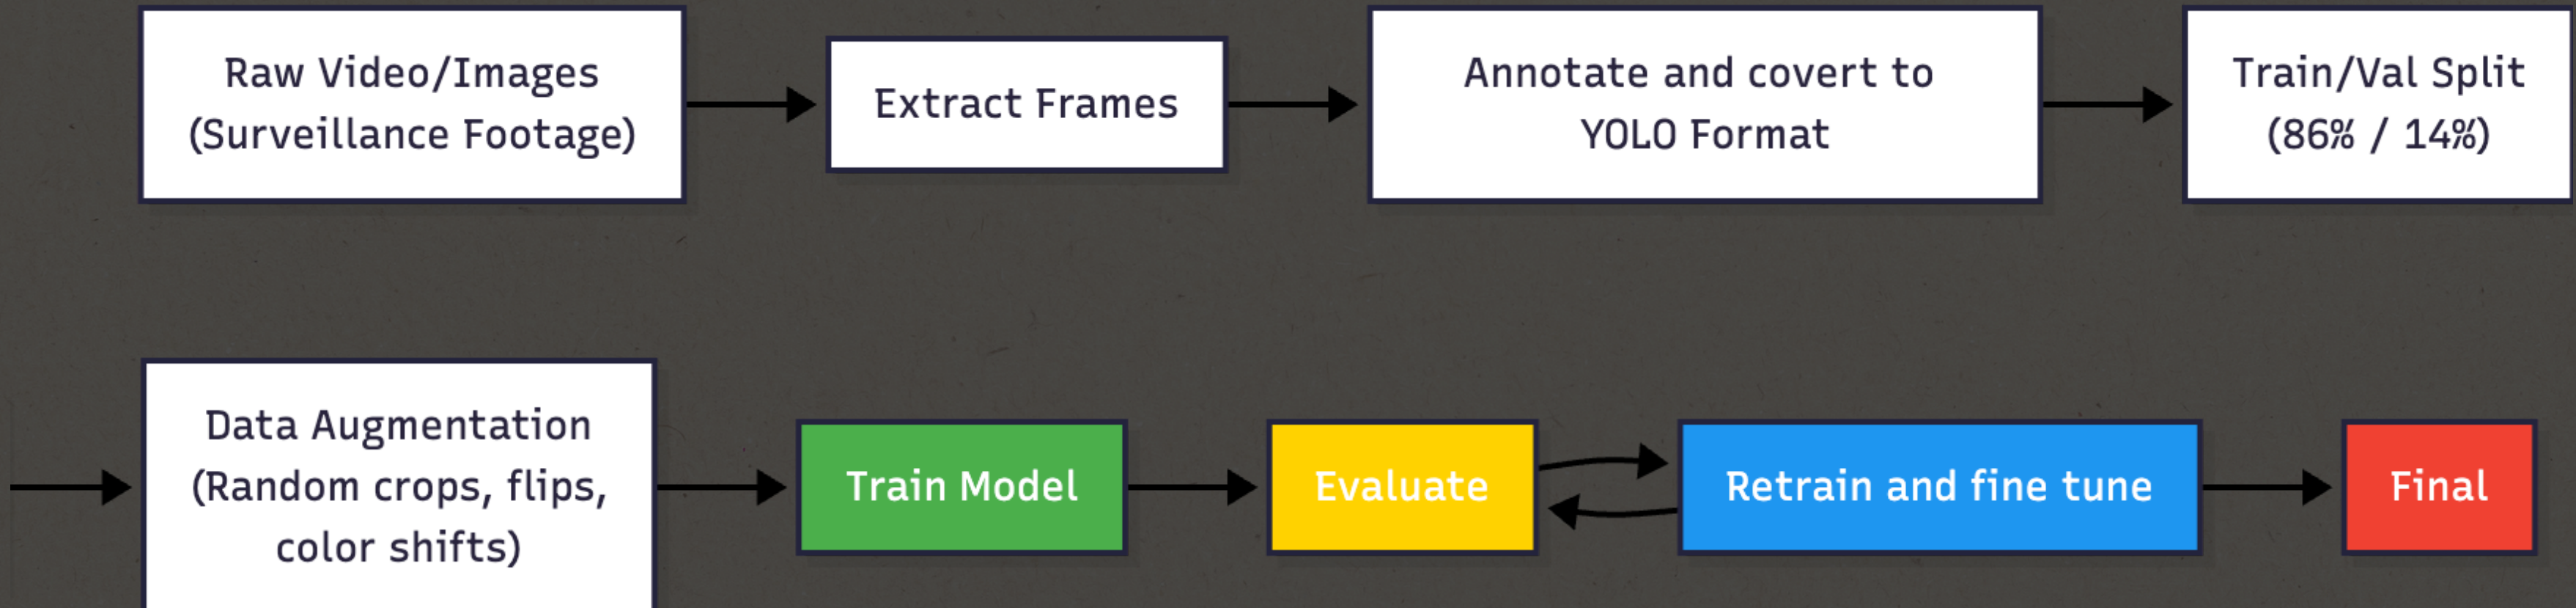 Raw Video/Images
(Surveillance Footage)
Extract Frames
Annotate and covert to
YOLO Format
Train/Val Split
(86% / 14%)
Data Augmentation
(Random crops, flips,
color shifts)
Train Model
Evaluate
Retrain and fine tune
Final